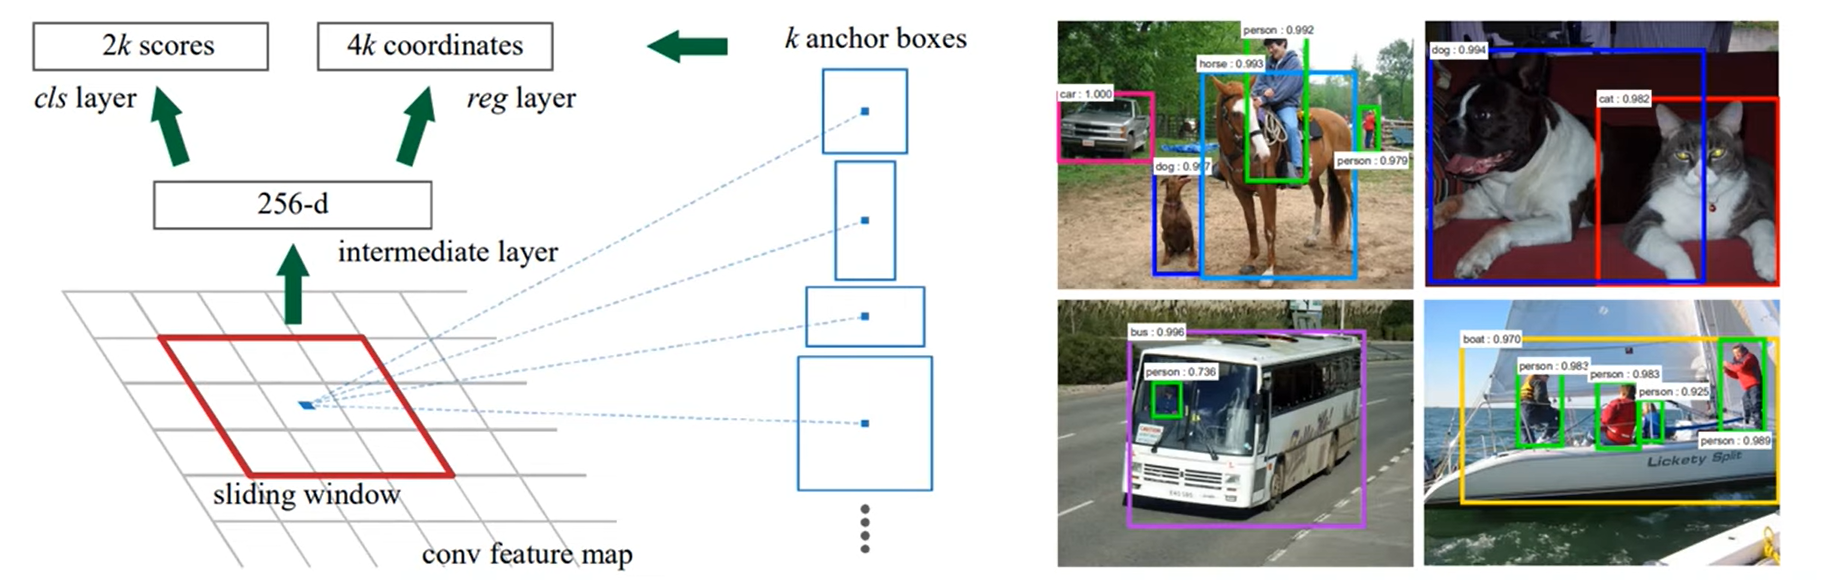 2k scores
4k coordinates
k anchor boxes
cls layer
reg layer
256-d
intermediate layer
sliding window
conv feature map
person : 0.992
horse : 0.993
car : 1.000
person : 0.979
dog : 0.997
dog : 0.994
cat : 0.982
bus : 0.996
person : 0.736
boat : 0.970
person : 0.983
person : 0.983
person : 0.925
person : 0.989
Lickety Split